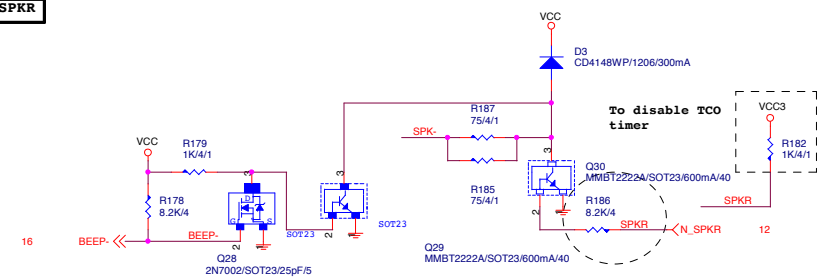 SPKR
VCC
D3
CD4148WP/1206/300mA
R187
75/4/1
To disable TCO
timer
VCC3
SPK-
R182
1K/4/1
VCC
R179
1K/4/1
3
3
3
Q30
MMBT2222A/SOT23/600mA/40
R185
75/4/1
R178
8.2K/4
D
G
S
R186
8.2K/4
SPKR
2
SPKR
N_SPKR
12
16
BEEP-
2
SOT23
2
SOT23
1
1
1
Q28
2N7002/SOT23/25pF/5
Q29
MMBT2222A/SOT23/600mA/40